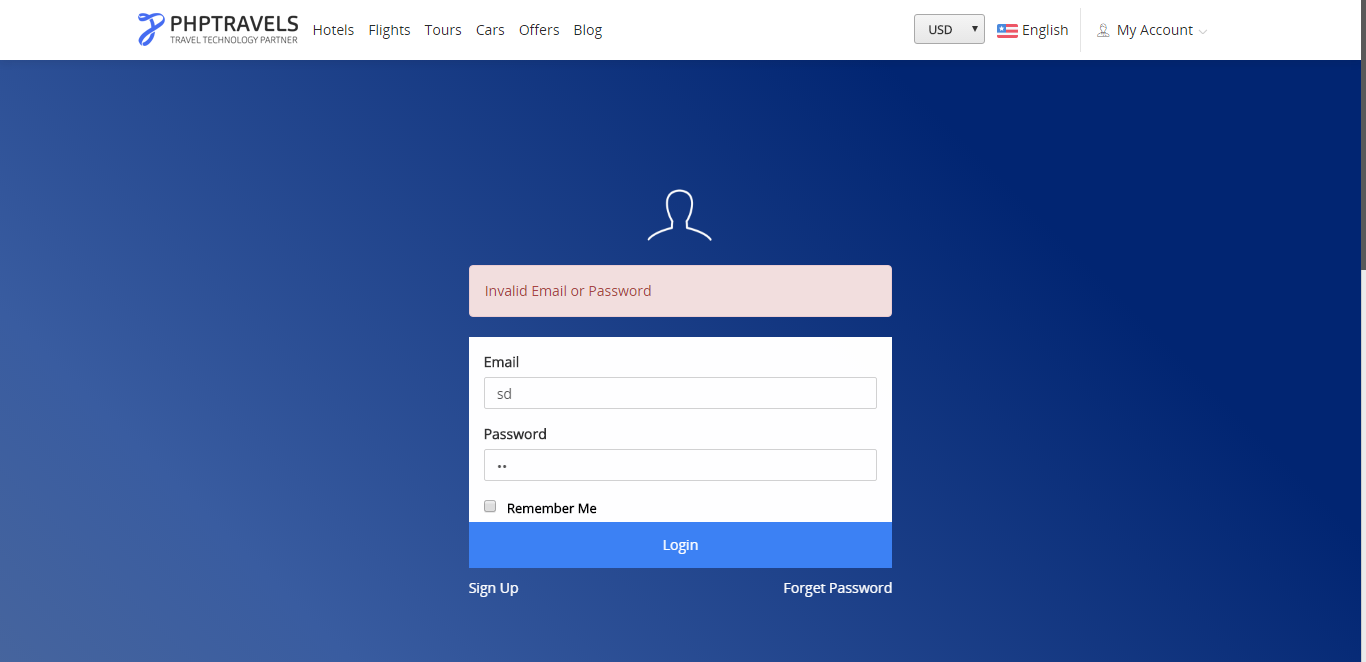 PHPTRAVELS
TRAVEL TECHNOLOGY PARTNER
Hotels Flights Tours Cars Offers Blog
USD English My Account
Invalid Email or Password
Email
sd
Password
••
Remember Me
Login
Sign Up Forget Password